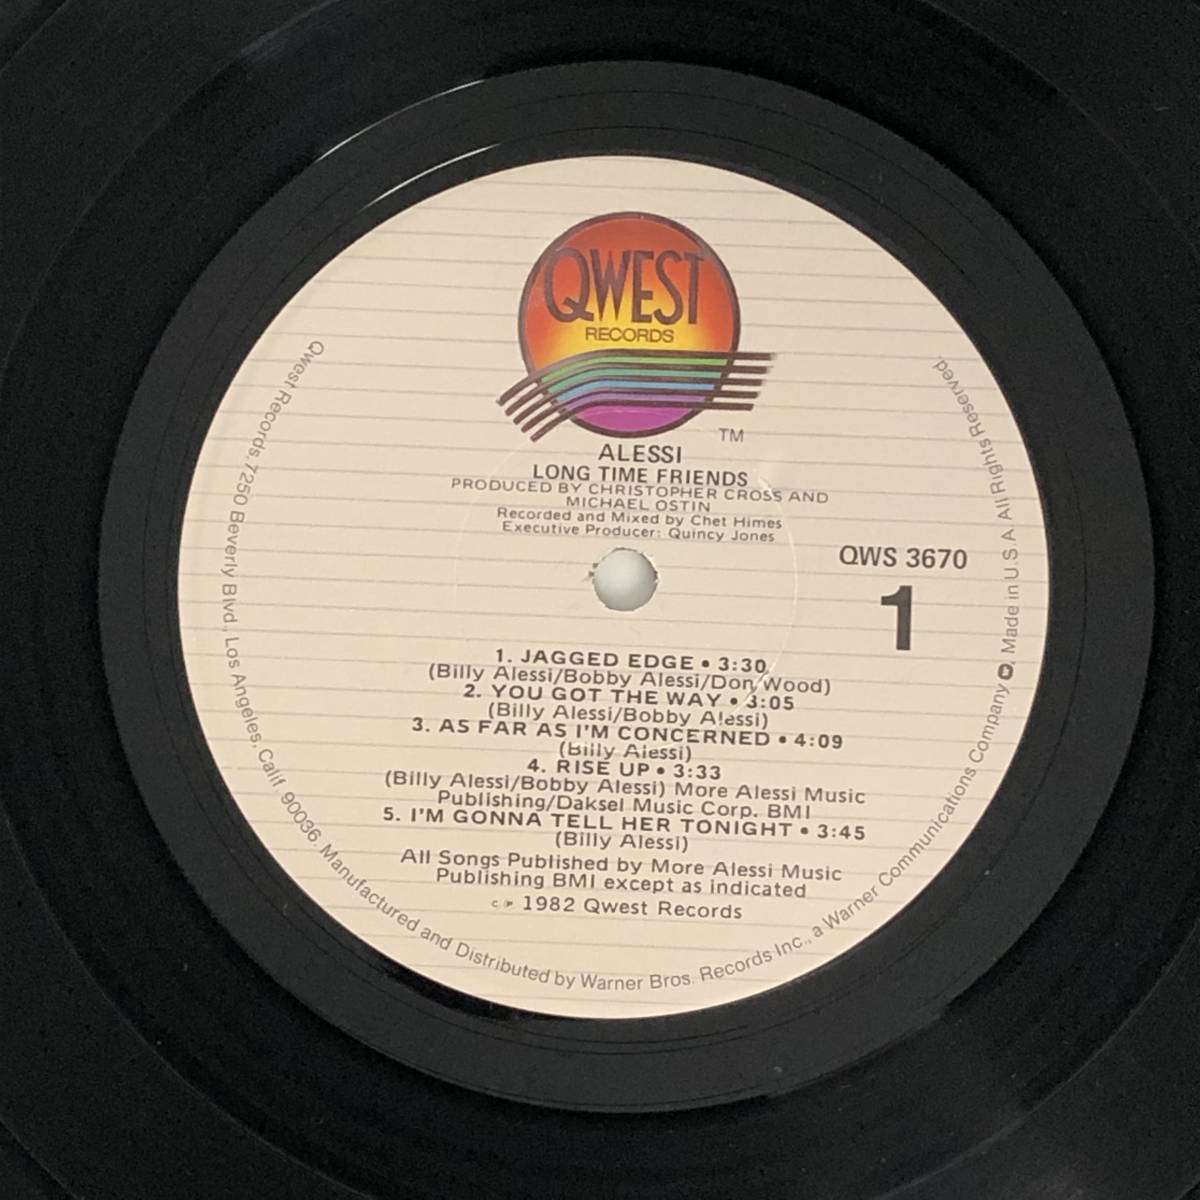 QWEST
RECORDS
TM
ALESSI
LONG TIME FRIENDS
PRODUCED BY CHRISTOPHER CROSS AND
MICHAEL OSTIN
Recorded and Mixed by Chet Himes
Executive Producer: Quincy Jones
QWS 3670
1
1. JAGGED EDGE • 3:30
(Billy Alessi/Bobby Alessi/Don Wood)
2. YOU GOT THE WAY • 3:05
(Billy Alessi/Bobby Alessi)
3. AS FAR AS I'M CONCERNED • 4:09
(Billy Alessi)
4. RISE UP • 3:33
(Billy Alessi/Bobby Alessi) More Alessi Music
Publishing/Daksel Music Corp. BMI
5. I'M GONNA TELL HER TONIGHT • 3:45
(Billy Alessi)
All Songs Published by More Alessi Music
Publishing BMI except as indicated
© ℗ 1982 Qwest Records
Qwest Records, 7250 Beverly Blvd., Los Angeles, Calif. 90036. Manufactured and Distributed by Warner Bros. Records Inc., a Warner Communications Company. Made in U.S.A. All Rights Reserved.